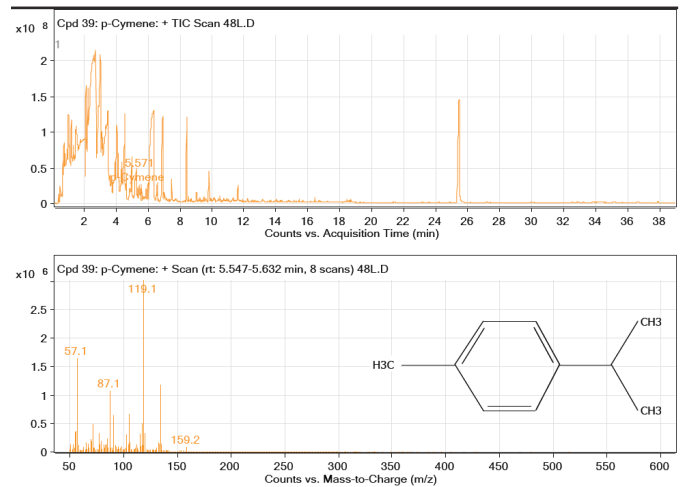 Cpd 39: p-Cymene: + TIC Scan 48L.D
x10 8
1
2
1.5
1
0.5
0
5.571
p-Cymene
2 4 6 8 10 12 14 16 18 20 22 24 26 28 30 32 34 36 38
Counts vs. Acquisition Time (min)
Cpd 39: p-Cymene: + Scan (rt: 5.547-5.632 min, 8 scans) 48L.D
x10 6
119.1
2.5
2
1.5
1
0.5
0
57.1
87.1
159.2
CH3
H3C
CH3
50 100 150 200 250 300 350 400 450 500 550 600
Counts vs. Mass-to-Charge (m/z)